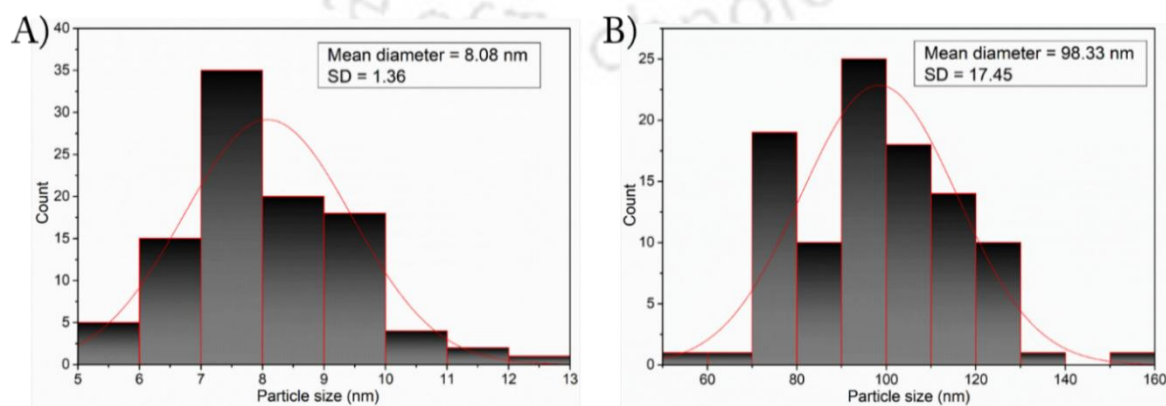 A)
Mean diameter = 8.08 nm
SD = 1.36
Count
40
35
30
25
20
15
10
5
0
5 6 7 8 9 10 11 12 13
Particle size (nm)
B)
Mean diameter = 98.33 nm
SD = 17.45
Count
25
20
15
10
5
0
60 80 100 120 140 160
Particle size (nm)